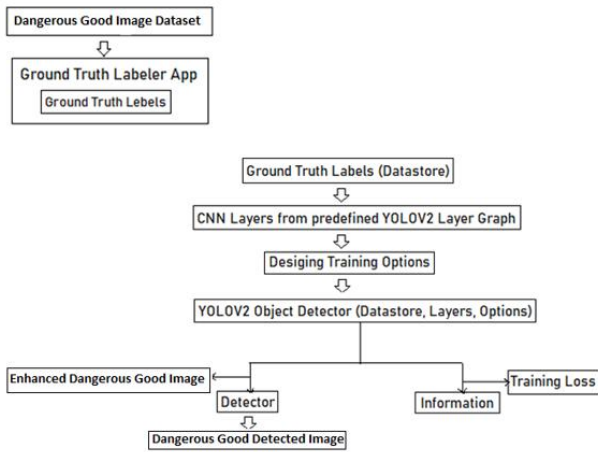 Dangerous Good Image Dataset
Ground Truth Labeler App
Ground Truth Lebels
Ground Truth Labels (Datastore)
CNN Layers from predefined YOLOV2 Layer Graph
Desiging Training Options
YOLOV2 Object Detector (Datastore, Layers, Options)
Enhanced Dangerous Good Image
Training Loss
Detector
Information
Dangerous Good Detected Image